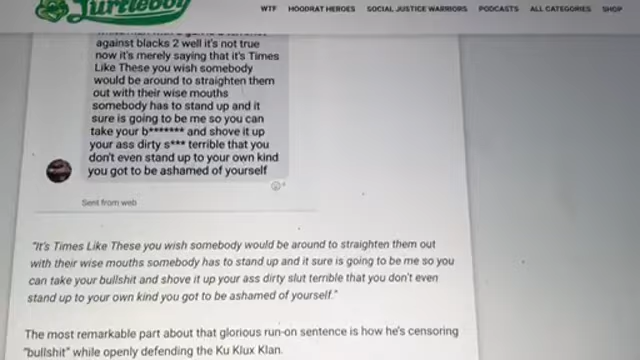 Turtleboy
WTF HOODRAT HEROES SOCIAL JUSTICE WARRIORS PODCASTS ALL CATEGORIES SHOP
against blacks 2 well it's not true
now it's merely saying that it's Times
Like These you wish somebody
would be around to straighten them
out with their wise mouths
somebody has to stand up and it
sure is going to be me so you can
take your b******* and shove it up
your ass dirty s*** terrible that you
don't even stand up to your own kind
you got to be ashamed of yourself
Sent from web
"It's Times Like These you wish somebody would be around to straighten them out
with their wise mouths somebody has to stand up and it sure is going to be me so you
can take your bullshit and shove it up your ass dirty slut terrible that you don't even
stand up to your own kind you got to be ashamed of yourself."
The most remarkable part about that glorious run-on sentence is how he's censoring
"bullshit" while openly defending the Ku Klux Klan.